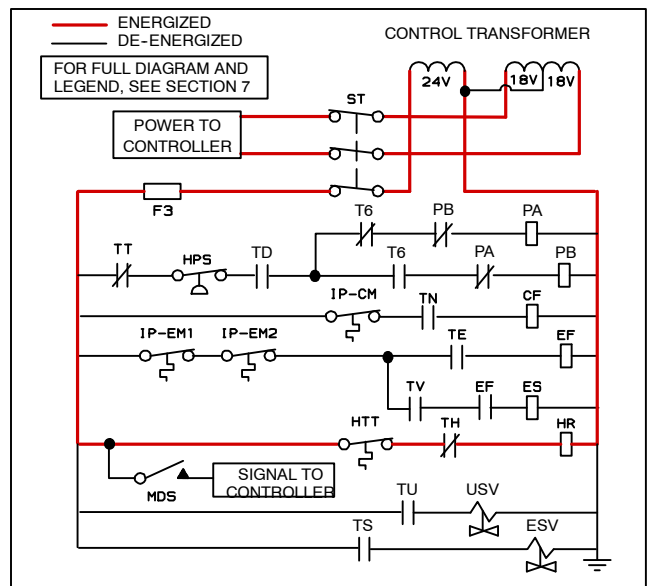 ENERGIZED
DE-ENERGIZED
CONTROL TRANSFORMER
FOR FULL DIAGRAM AND
LEGEND, SEE SECTION 7
24V
18V
18V
ST
POWER TO
CONTROLLER
F3
T6
PB
PA
TT
HPS
TD
T6
PA
PB
IP-CM
TN
CF
IP-EM1
IP-EM2
TE
EF
TV
EF
ES
HTT
TH
HR
MDS
SIGNAL TO
CONTROLLER
TU
USV
TS
ESV